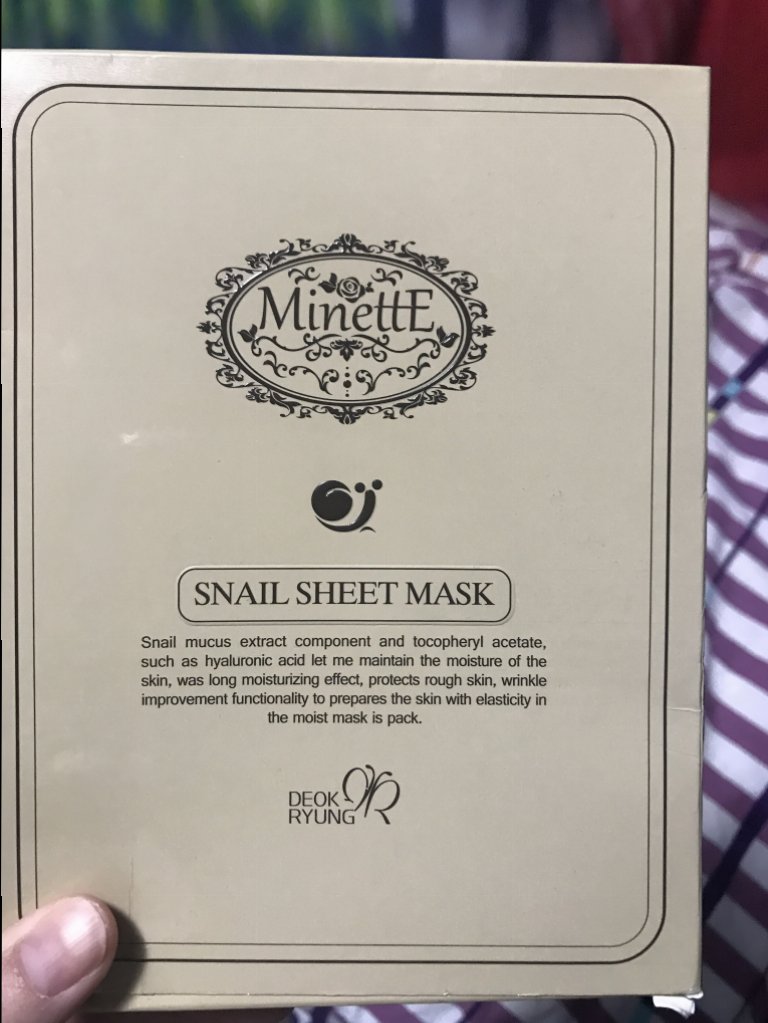 MinettE
SNAIL SHEET MASK
Snail mucus extract component and tocopheryl acetate,
such as hyaluronic acid let me maintain the moisture of the
skin, was long moisturizing effect, protects rough skin, wrinkle
improvement functionality to prepares the skin with elasticity in
the moist mask is pack.
DEOK
RYUNG